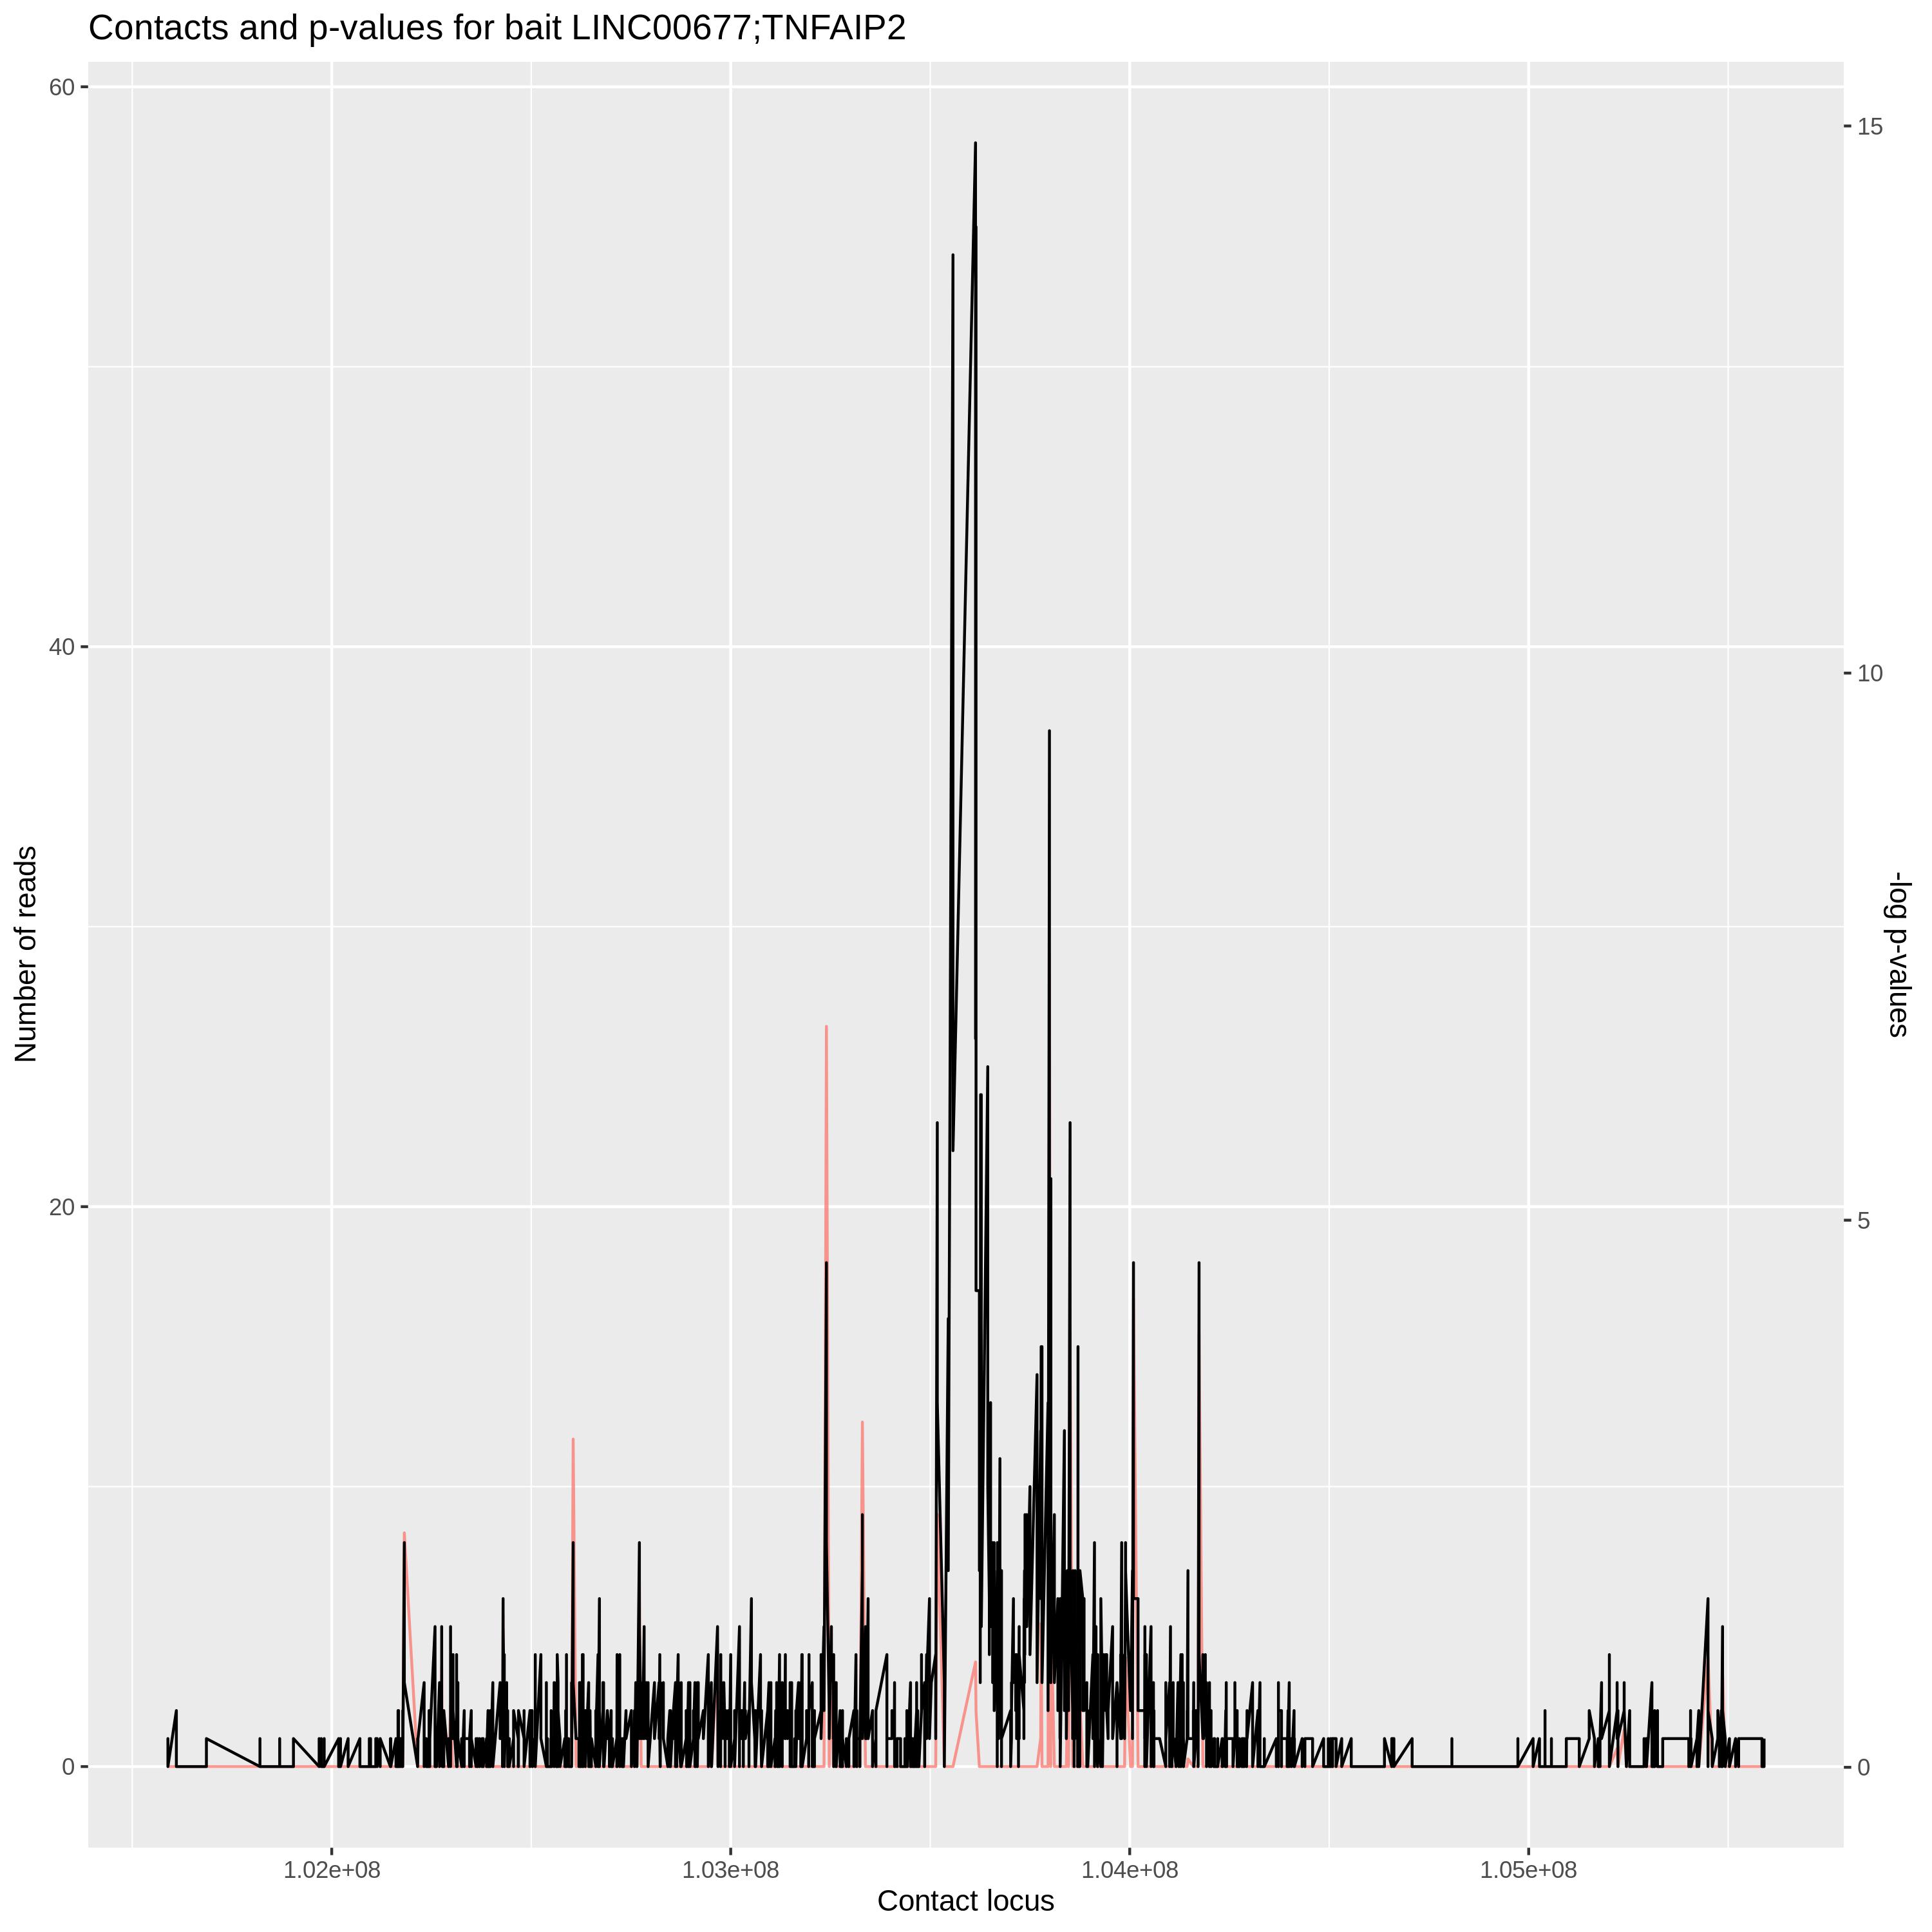 Contacts and p-values for bait LINC00677;TNFAIP2
60
40
20
0
Number of reads
15
10
5
0
-log p-values
1.02e+08
1.03e+08
1.04e+08
1.05e+08
Contact locus